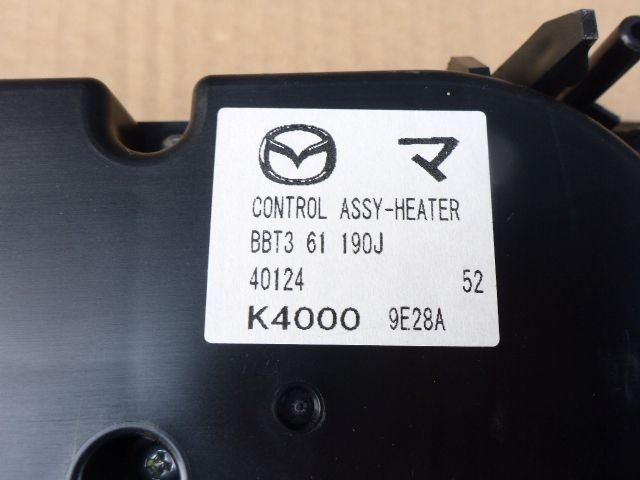 マ
CONTROL ASSY-HEATER
BBT3 61 190J
40124 52
K4000 9E28A